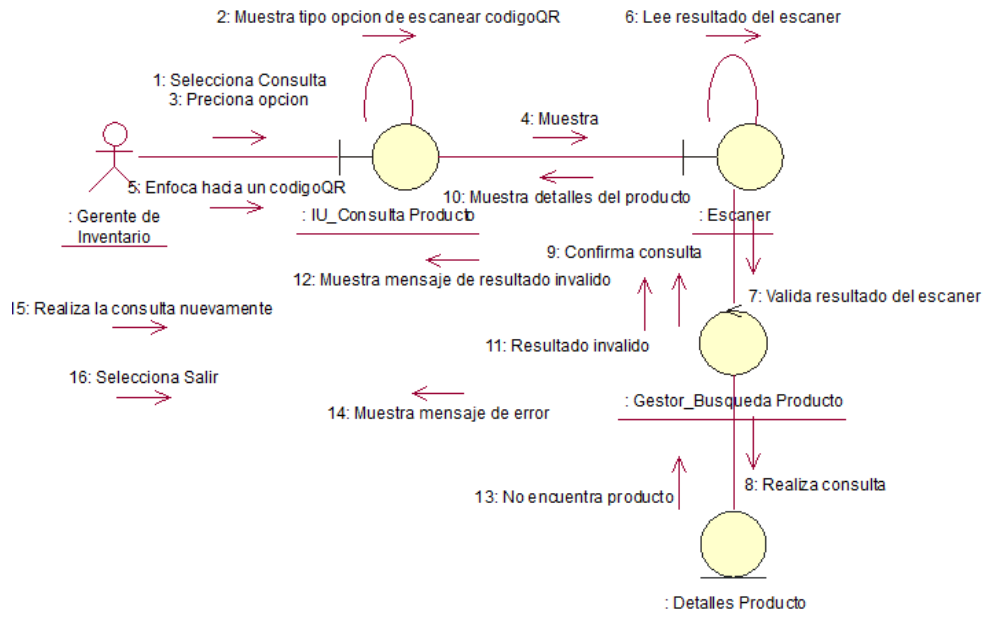 2: Muestra tipo opcion de escanear codigoQR
6: Lee resultado del escaner
1: Selecciona Consulta
3: Preciona opcion
4: Muestra
5: Enfoca hacia un codigoQR
10: Muestra detalles del producto
: Gerente de
Inventario
: IU_Consulta Producto
: Escaner
9: Confirma consulta
12: Muestra mensaje de resultado invalido
7: Valida resultado del escaner
15: Realiza la consulta nuevamente
11: Resultado invalido
16: Selecciona Salir
: Gestor_Busqueda Producto
14: Muestra mensaje de error
8: Realiza consulta
13: No encuentra producto
: Detalles Producto